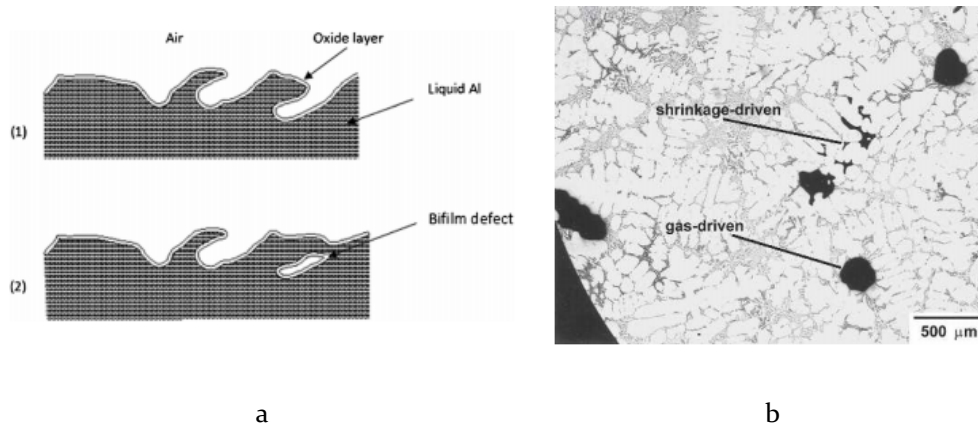 Air
Oxide layer
Liquid Al
(1)
Bifilm defect
(2)
shrinkage-driven
gas-driven
500 μm
a
b